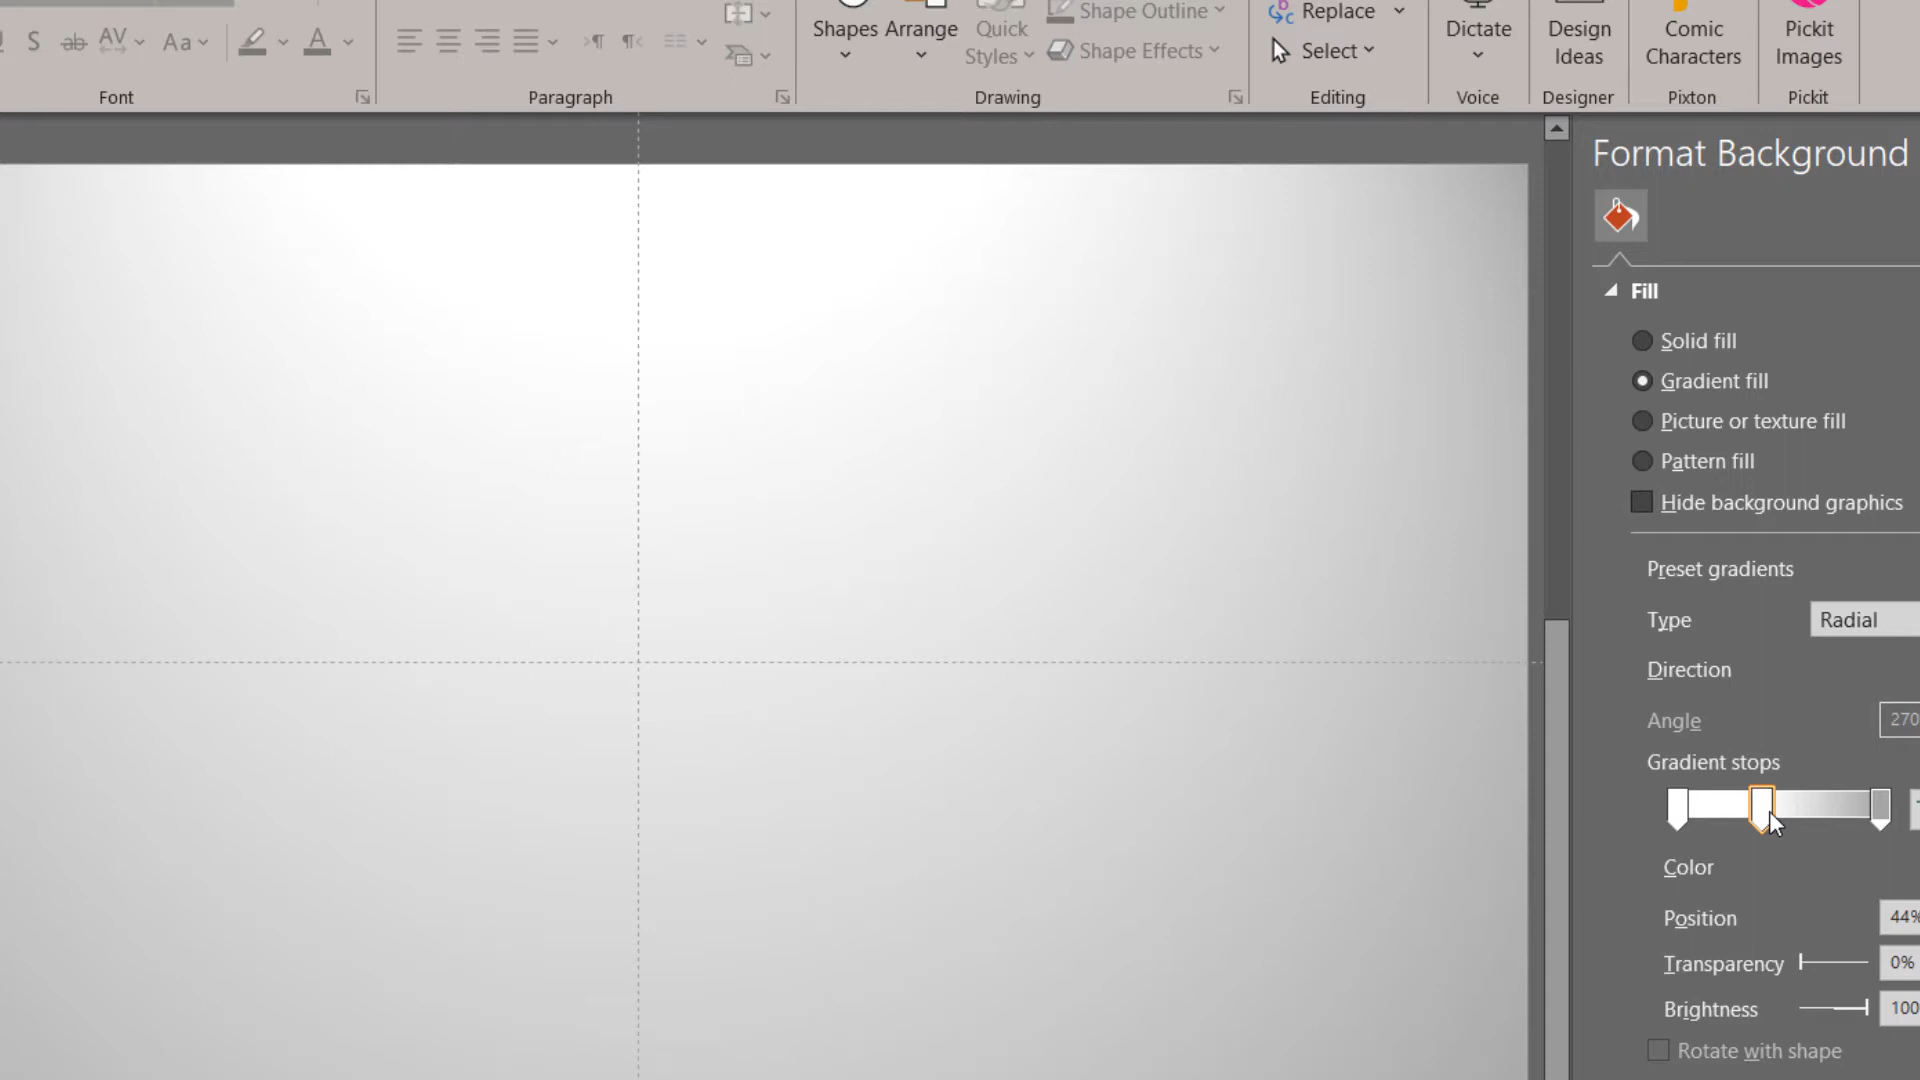 S ab AV Aa A
Shapes Arrange Quick Styles
Shape Outline
Shape Effects
Replace
Select
Dictate
Design Ideas
Comic Characters
Pickit Images
Font
Paragraph
Drawing
Editing
Voice
Designer
Pixton
Pickit
Format Background
Fill
Solid fill
Gradient fill
Picture or texture fill
Pattern fill
Hide background graphics
Preset gradients
Type Radial
Direction
Angle 270
Gradient stops
Color
Position 44%
Transparency 0%
Brightness 100
Rotate with shape